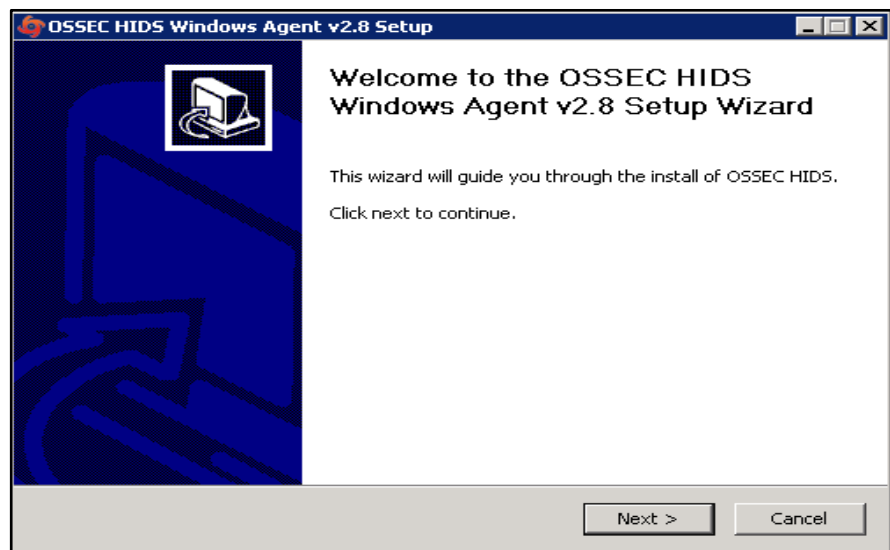 OSSEC HIDS Windows Agent v2.8 Setup
Welcome to the OSSEC HIDS
Windows Agent v2.8 Setup Wizard
This wizard will guide you through the install of OSSEC HIDS.
Click next to continue.
Next >
Cancel